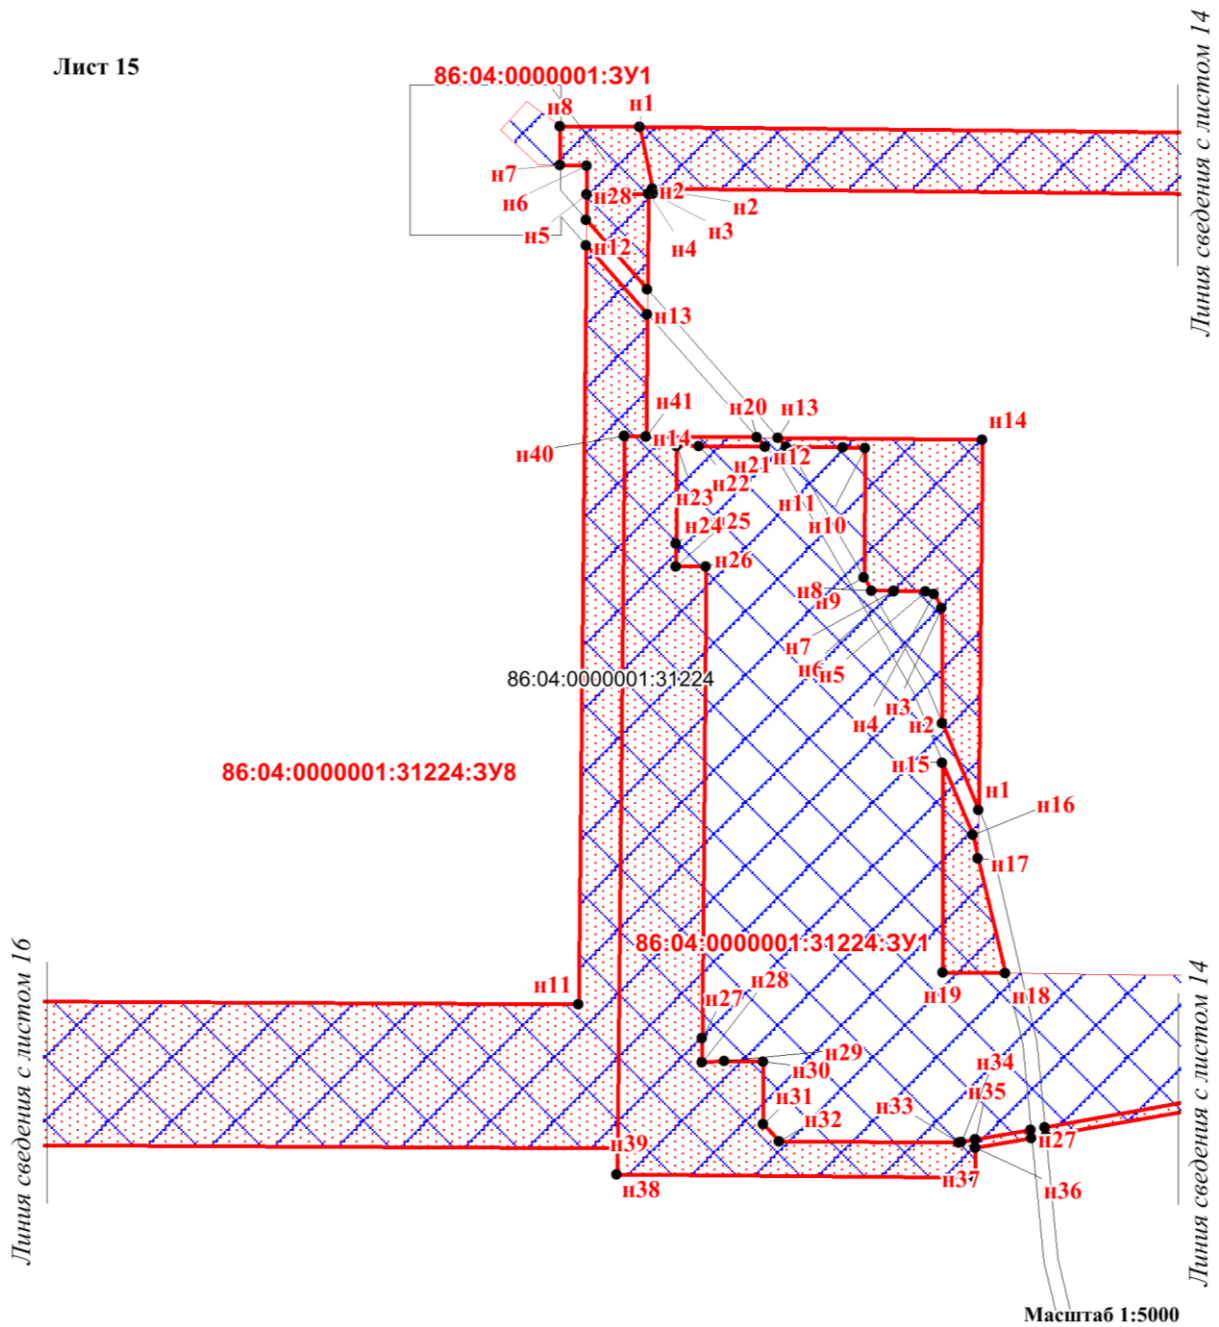 Лист 15
86:04:0000001:ЗУ1
Линия сведения с листом 14
н8
н1
н7
н6
н28
н2
н2
н3
н5
н12
н4
н13
н41
н20
н13
н14
н40
н14
н21
н12
н22
н23
н11
н24
н25
н10
н26
н8
н9
н7
н6
н5
86:04:0000001:31224
н3
н4
н2
н15
86:04:0000001:31224:ЗУ8
н1
н16
н17
86:04:0000001:31224:ЗУ1
н11
н28
н19
н18
н27
н29
н34
н30
н31
н35
н33
н32
н27
н39
н37
н38
н36
Линия сведения с листом 16
Линия сведения с листом 14
Масштаб 1:5000